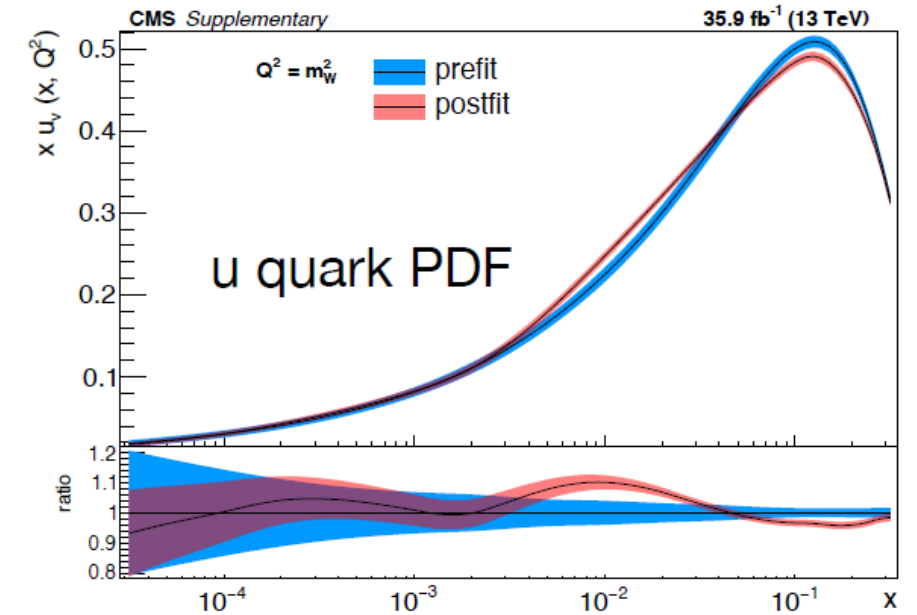 CMS Supplementary 35.9 fb⁻¹ (13 TeV)
x uᵥ (x, Q²)
0.5
0.4
0.3
0.2
0.1
Q² = m²_W
prefit
postfit
u quark PDF
ratio
1.2
1.1
1
0.9
0.8
10⁻⁴ 10⁻³ 10⁻² 10⁻¹ x